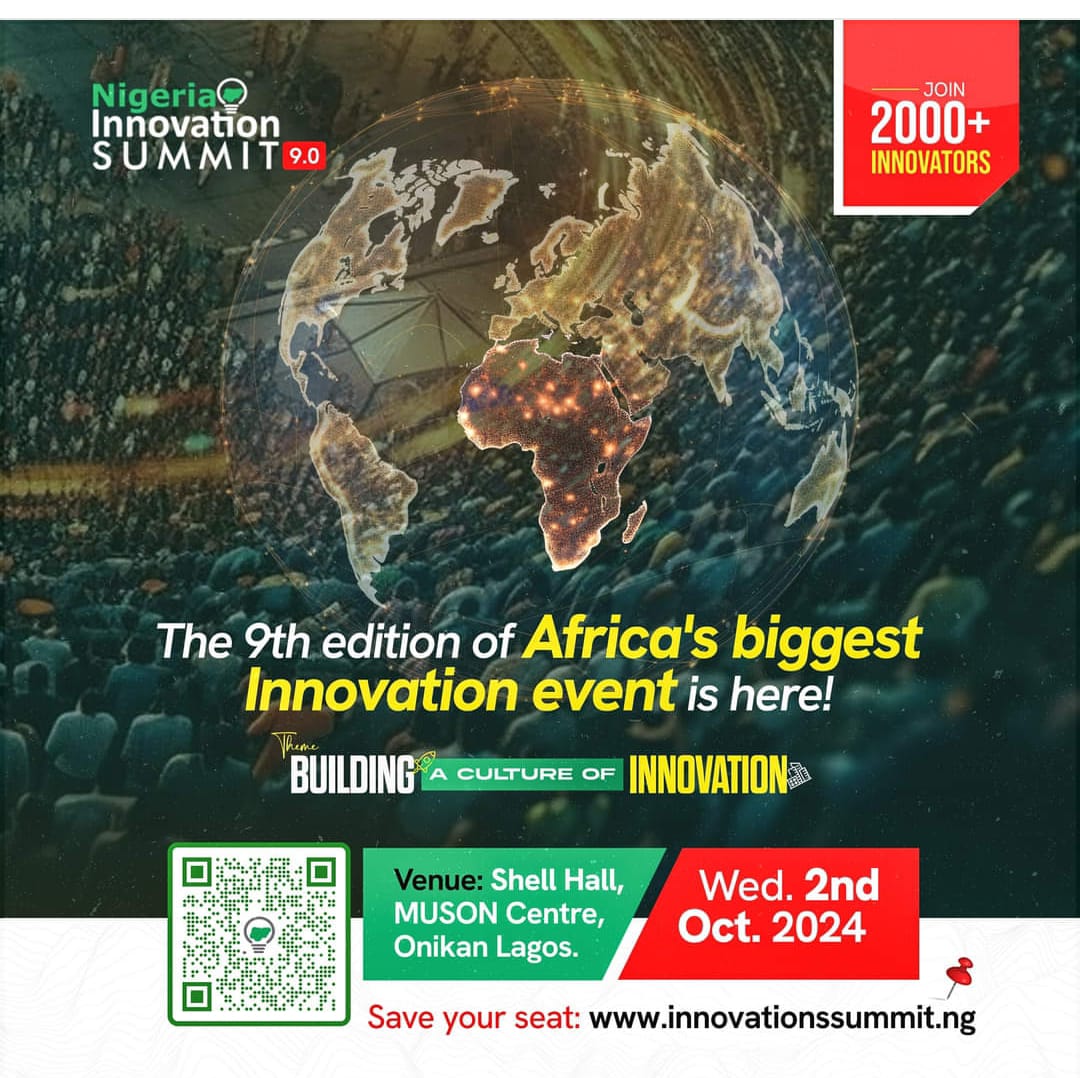 Nigeria
Innovation
SUMMIT 9.0
JOIN
2000+
INNOVATORS
The 9th edition of Africa's biggest
Innovation event is here!
Theme
BUILDING A CULTURE OF INNOVATION
Venue: Shell Hall,
MUSON Centre,
Onikan Lagos.
Wed. 2nd
Oct. 2024
Save your seat: www.innovationssummit.ng